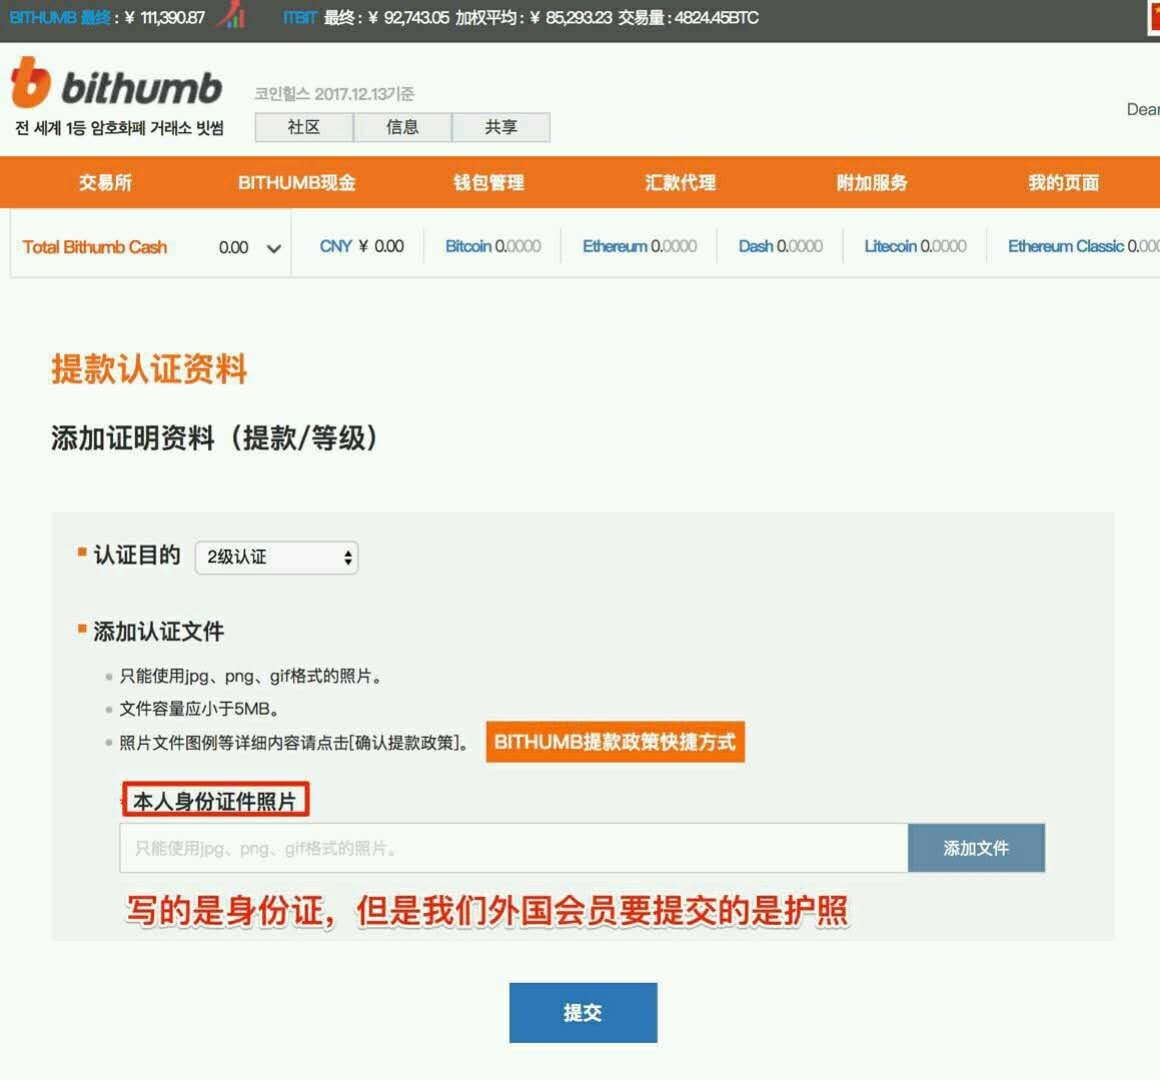 BITHUMB 最终 : ¥ 111,390.87 ITBIT 最终 : ¥ 92,743.05 加权平均 : ¥ 85,293.23 交易量 : 4824.45BTC
bithumb
코인힐스 2017.12.13기준
Dear
전 세계 1등 암호화폐 거래소 빗썸
社区 信息 共享
交易所 BITHUMB现金 钱包管理 汇款代理 附加服务 我的页面
Total Bithumb Cash 0.00 CNY ¥ 0.00 Bitcoin 0.0000 Ethereum 0.0000 Dash 0.0000 Litecoin 0.0000 Ethereum Classic 0.000
提款认证资料
添加证明资料（提款/等级）
认证目的 2级认证
添加认证文件
只能使用jpg、png、gif格式的照片。
文件容量应小于5MB。
照片文件图例等详细内容请点击[确认提款政策]。 BITHUMB提款政策快捷方式
本人身份证件照片
只能使用jpg、png、gif格式的照片。 添加文件
写的是身份证，但是我们外国会员要提交的是护照
提交